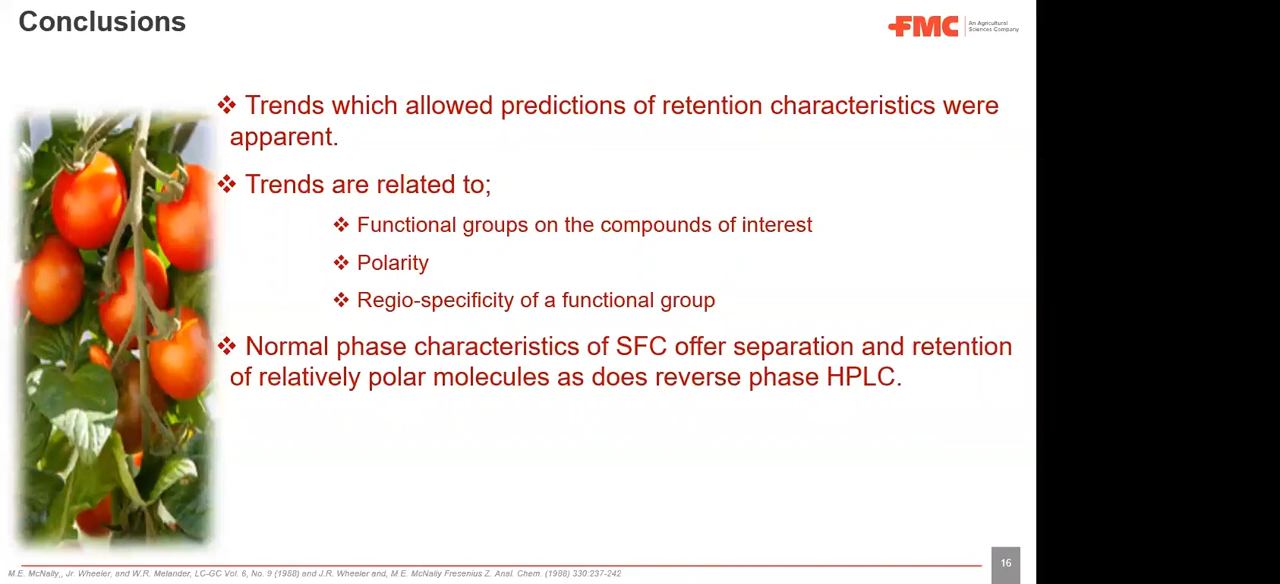 Conclusions
FMC
An Agricultural
Sciences Company
❖ Trends which allowed predictions of retention characteristics were
apparent.
❖ Trends are related to;
❖ Functional groups on the compounds of interest
❖ Polarity
❖ Regio-specificity of a functional group
❖ Normal phase characteristics of SFC offer separation and retention
of relatively polar molecules as does reverse phase HPLC.
M.E. McNally,, Jr. Wheeler, and W.R. Melander, LC-GC Vol. 6, No. 9 (1988) and J.R. Wheeler and, M.E. McNally Fresenius Z. Anal. Chem. (1988) 330:237-242
16